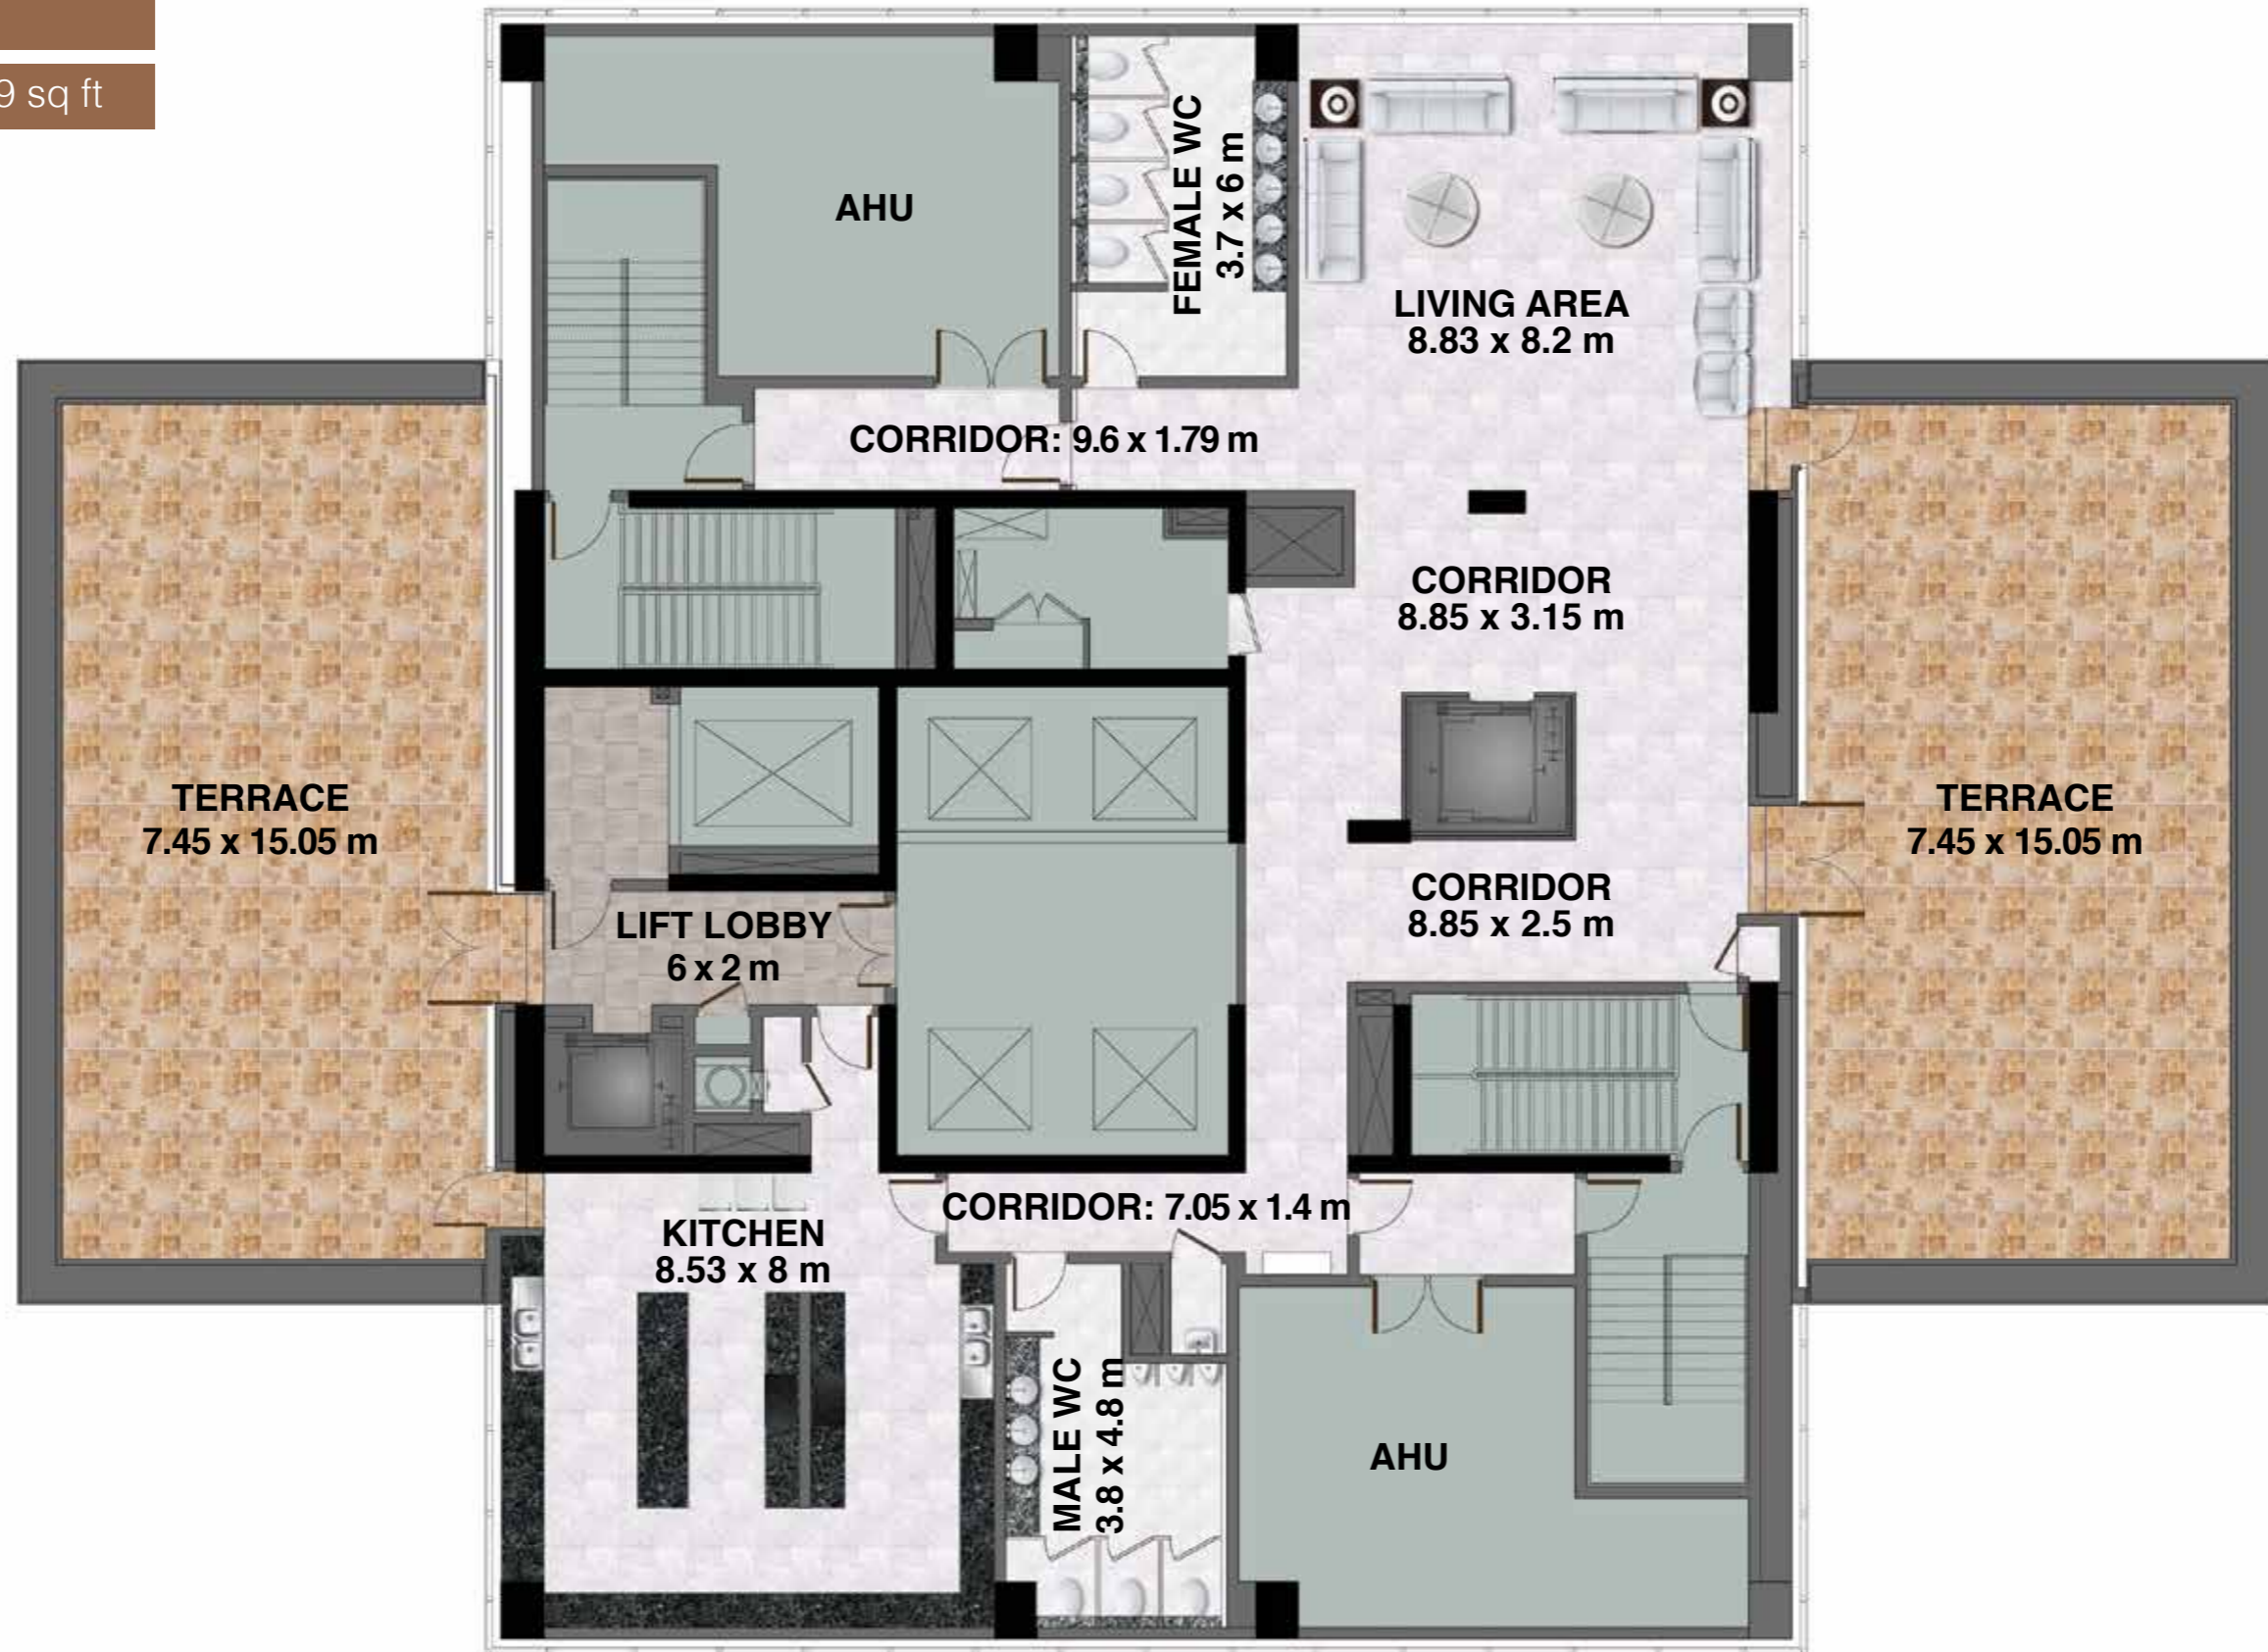 9 sq ft
AHU
FEMALE WC
3.7 x 6 m
LIVING AREA
8.83 x 8.2 m
CORRIDOR: 9.6 x 1.79 m
CORRIDOR
8.85 x 3.15 m
TERRACE
7.45 x 15.05 m
TERRACE
7.45 x 15.05 m
LIFT LOBBY
6 x 2 m
CORRIDOR
8.85 x 2.5 m
CORRIDOR: 7.05 x 1.4 m
KITCHEN
8.53 x 8 m
MALE WC
3.8 x 4.8 m
AHU